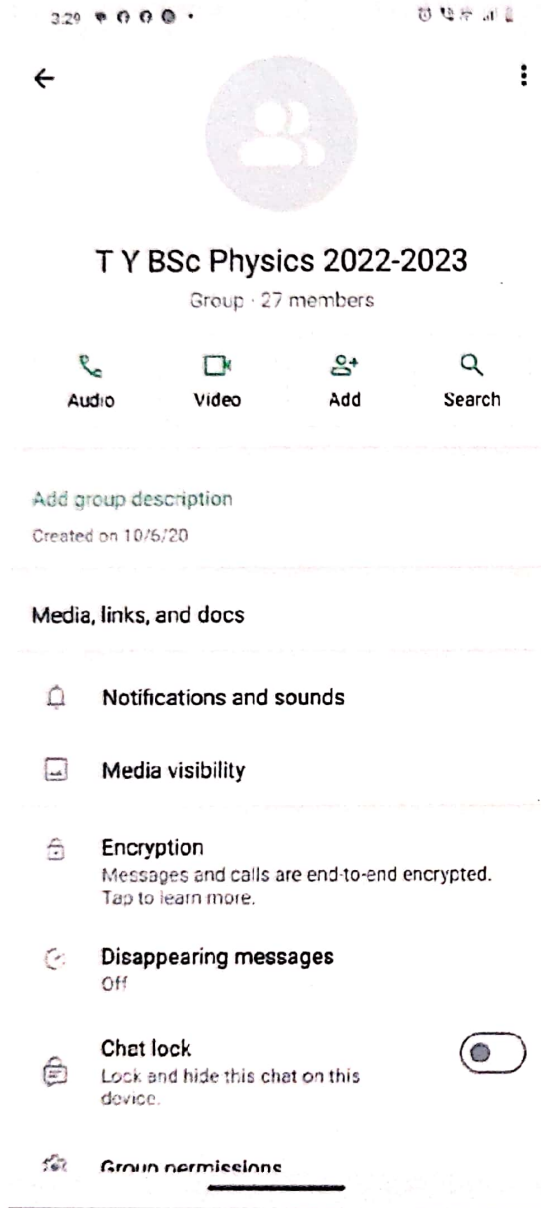 3:29
T Y BSc Physics 2022-2023
Group · 27 members
Audio Video Add Search
Add group description
Created on 10/6/20
Media, links, and docs
Notifications and sounds
Media visibility
Encryption
Messages and calls are end-to-end encrypted.
Tap to learn more.
Disappearing messages
Off
Chat lock
Lock and hide this chat on this
device.
Group permissions